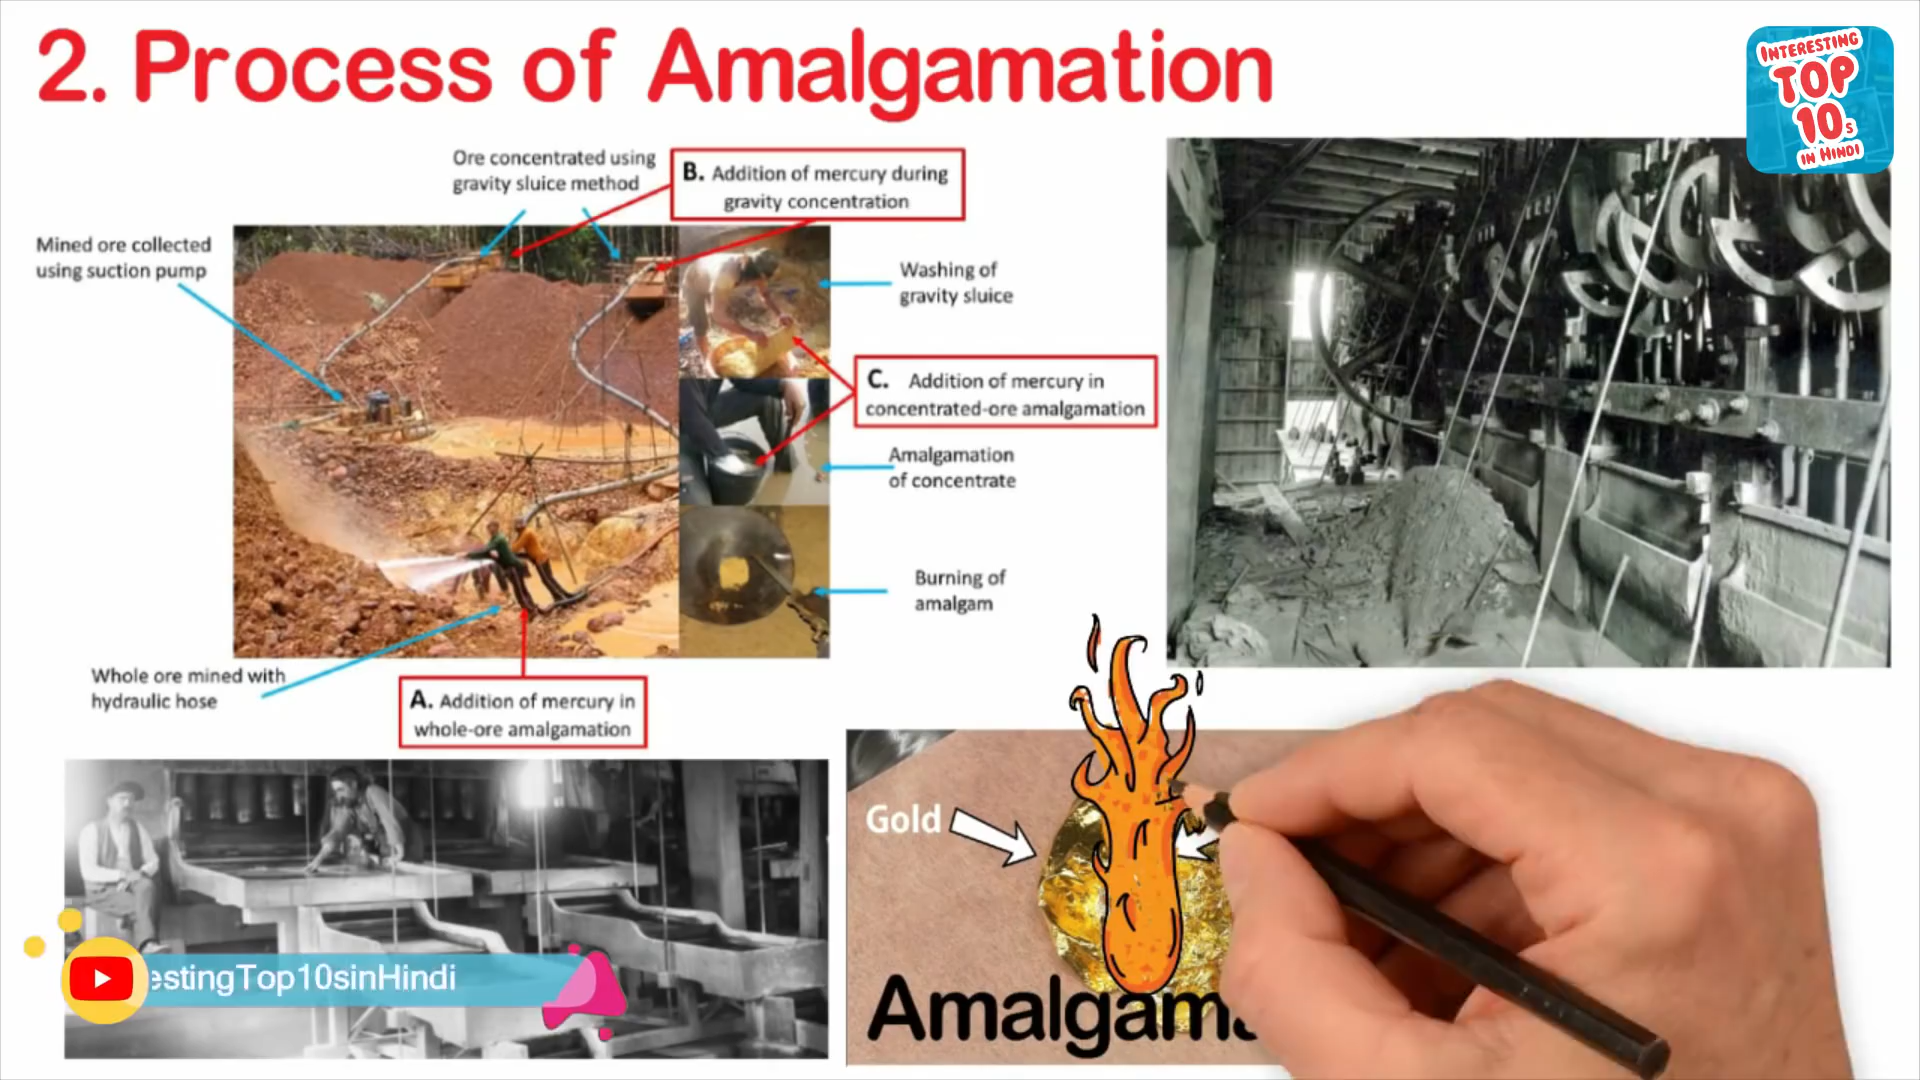 2. Process of Amalgamation
INTERESTING
TOP
10s
IN HINDI
Ore concentrated using
gravity sluice method
B. Addition of mercury during
gravity concentration
Mined ore collected
using suction pump
Washing of
gravity sluice
C. Addition of mercury in
concentrated-ore amalgamation
Amalgamation
of concentrate
Burning of
amalgam
Whole ore mined with
hydraulic hose
A. Addition of mercury in
whole-ore amalgamation
Gold
Amalgam
estingTop10sinHindi